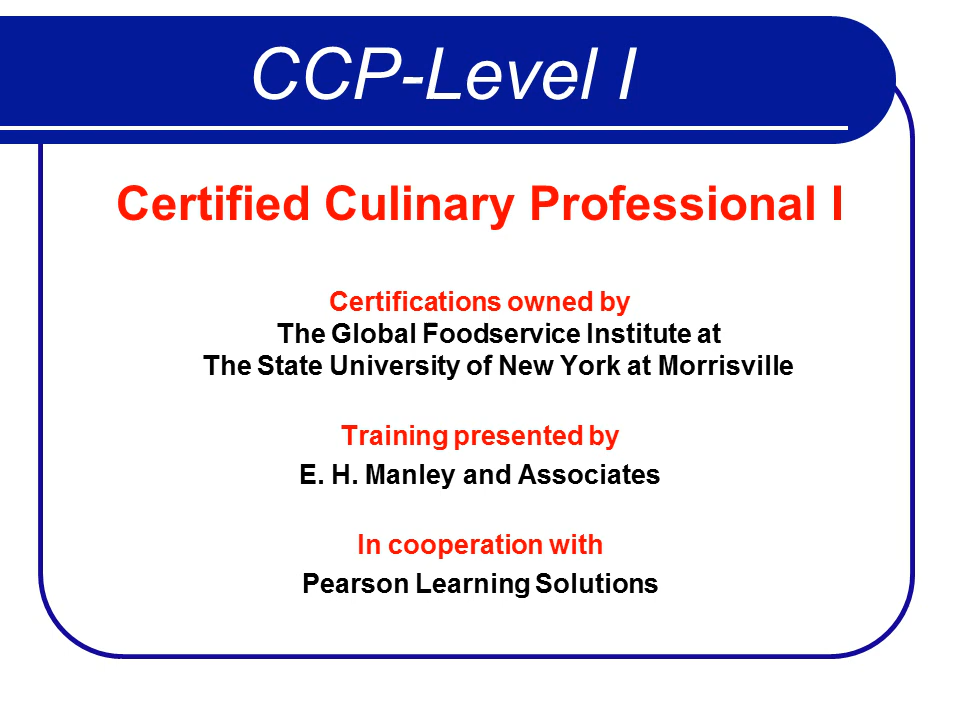 CCP-Level I
Certified Culinary Professional I
Certifications owned by
The Global Foodservice Institute at
The State University of New York at Morrisville
Training presented by
E. H. Manley and Associates
In cooperation with
Pearson Learning Solutions